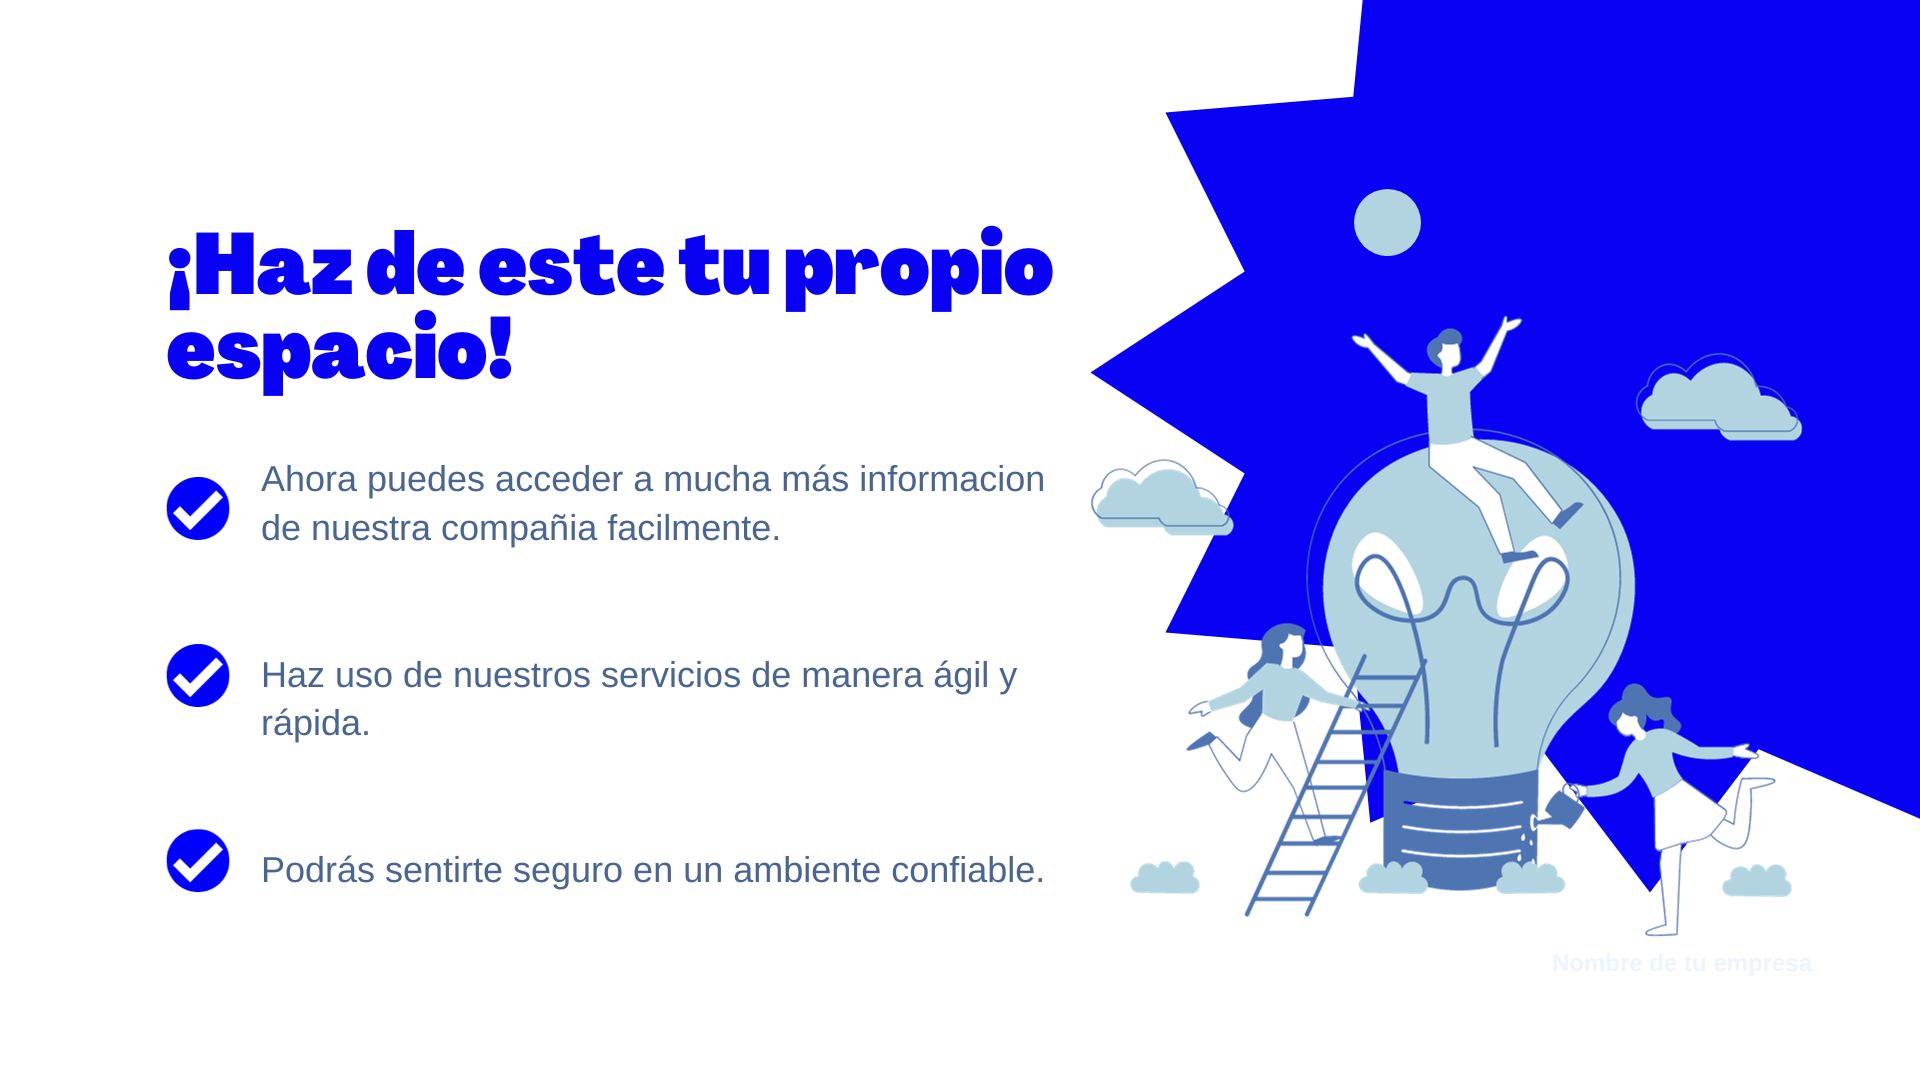 ¡Haz de este tu propio
espacio!
Ahora puedes acceder a mucha más informacion
de nuestra compañia facilmente.
Haz uso de nuestros servicios de manera ágil y
rápida.
Podrás sentirte seguro en un ambiente confiable.
Nombre de tu empresa